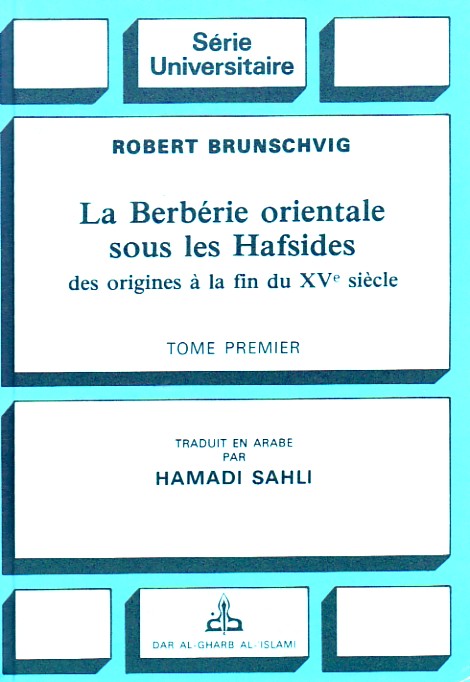 Série
Universitaire
ROBERT BRUNSCHVIG
La Berbérie orientale
sous les Hafsides
des origines à la fin du XVᵉ siècle
TOME PREMIER
TRADUIT EN ARABE
PAR
HAMADI SAHLI
DAR AL-GHARB AL-ISLAMI